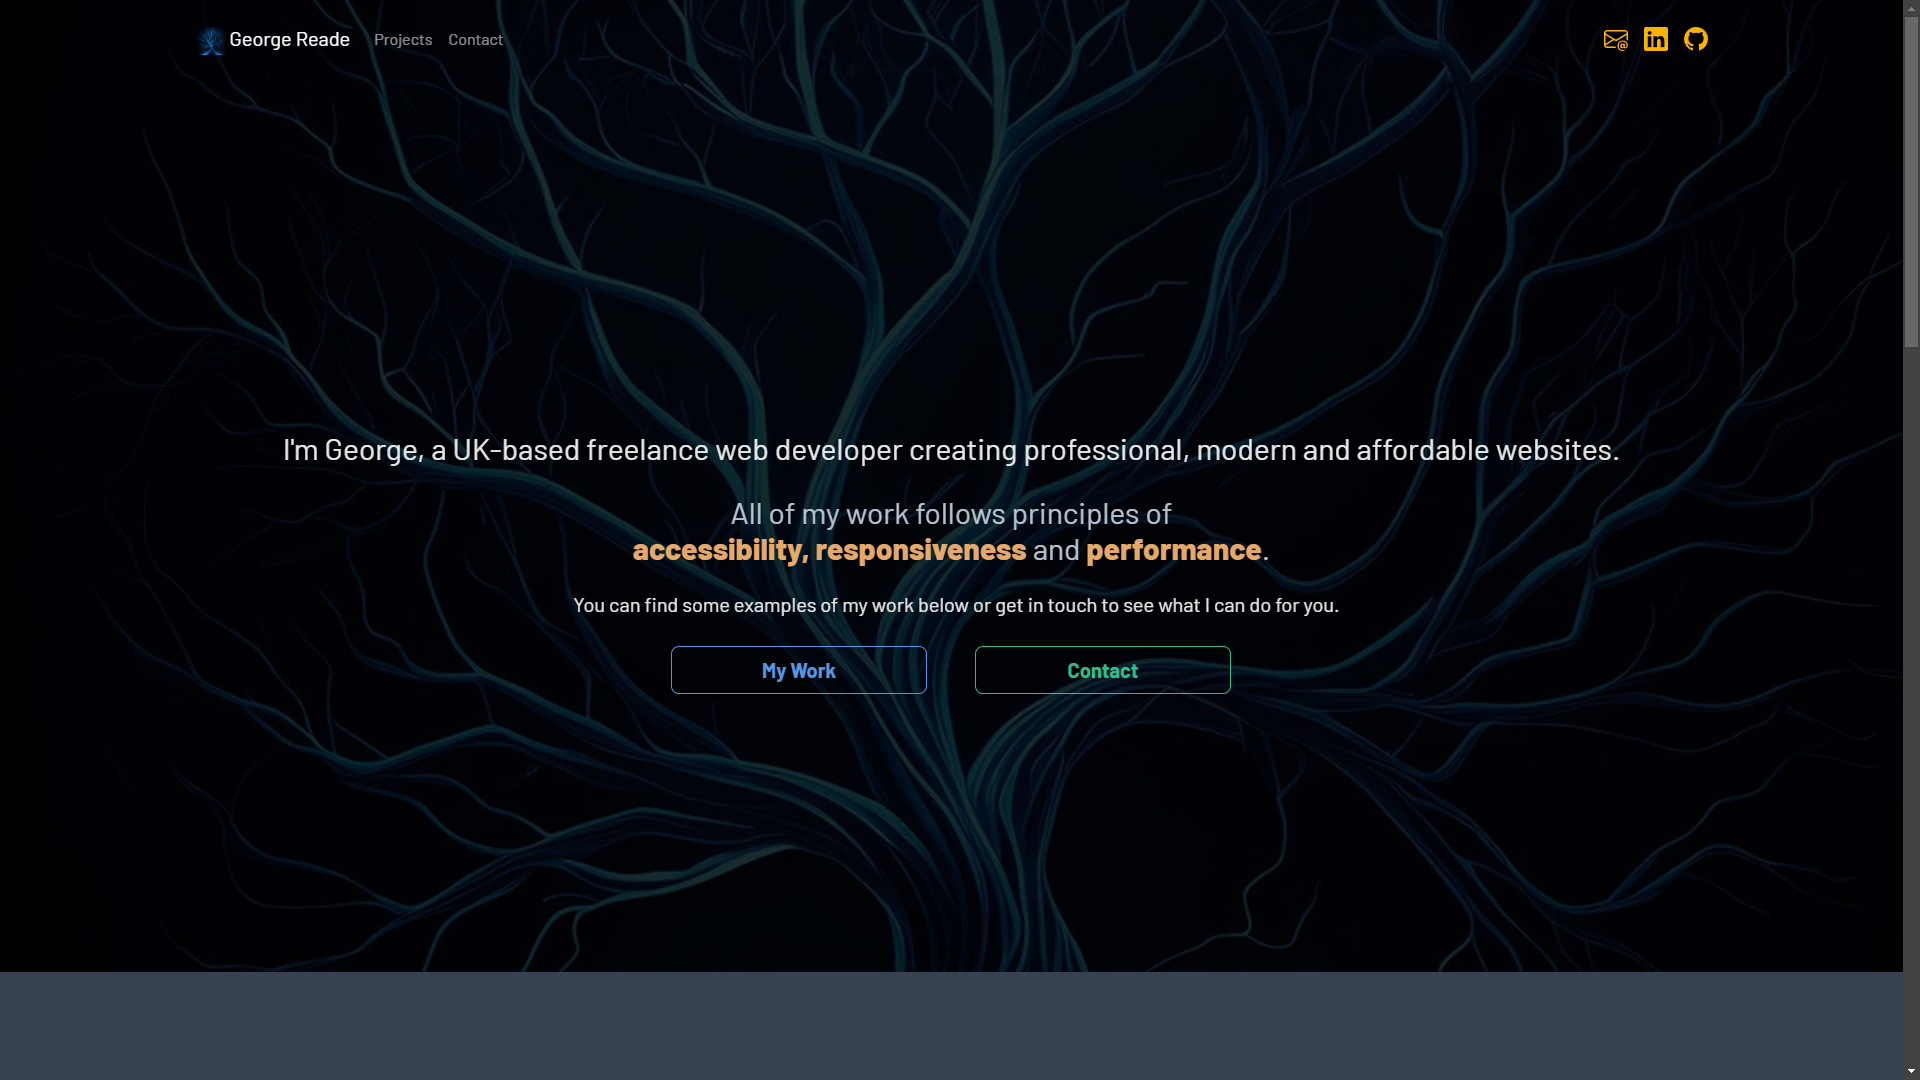 George Reade Projects Contact
I'm George, a UK-based freelance web developer creating professional, modern and affordable websites.
All of my work follows principles of
accessibility, responsiveness and performance.
You can find some examples of my work below or get in touch to see what I can do for you.
My Work Contact